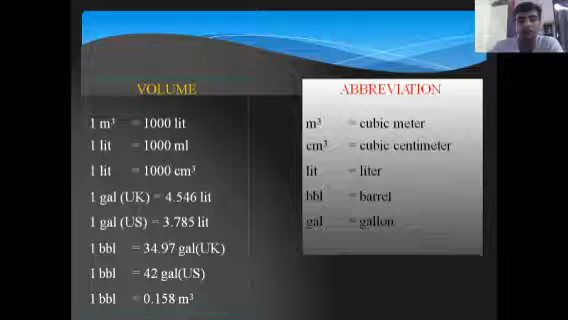 VOLUME
1 m³ = 1000 lit
1 lit = 1000 ml
1 lit = 1000 cm³
1 gal (UK) = 4.546 lit
1 gal (US) = 3.785 lit
1 bbl = 34.97 gal(UK)
1 bbl = 42 gal(US)
1 bbl = 0.158 m³
ABBREVIATION
m³ = cubic meter
cm³ = cubic centimeter
lit = liter
bbl = barrel
gal = gallon